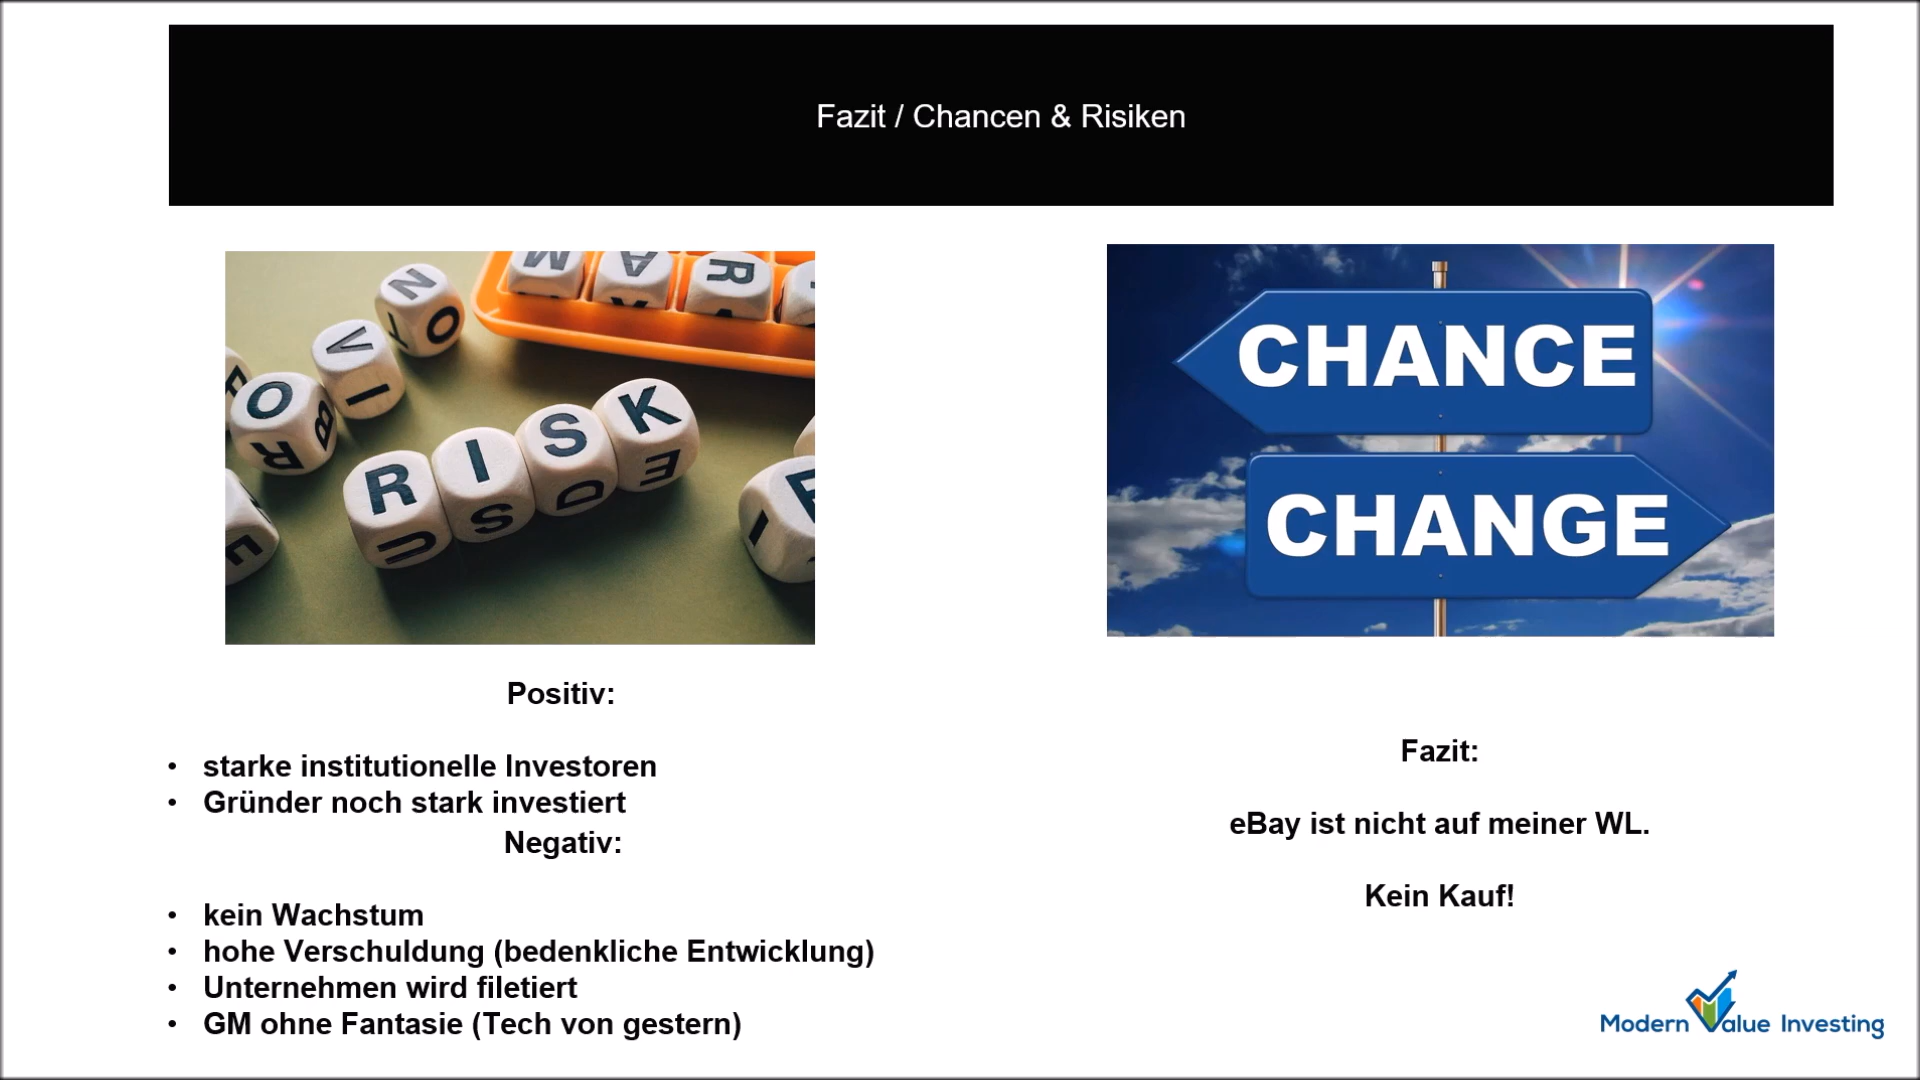 Fazit / Chancen & Risiken
RISK
CHANCE
CHANGE
Positiv:
• starke institutionelle Investoren
• Gründer noch stark investiert
Negativ:
• kein Wachstum
• hohe Verschuldung (bedenkliche Entwicklung)
• Unternehmen wird filetiert
• GM ohne Fantasie (Tech von gestern)
Fazit:
eBay ist nicht auf meiner WL.
Kein Kauf!
Modern Value Investing